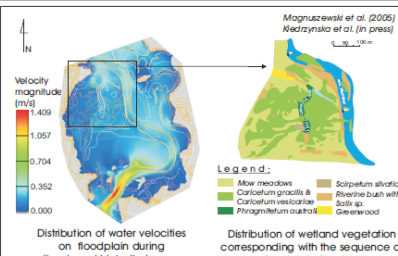 Magnuszewski et al. (2005)
Kiedrzynska et al. (in press)
0 50 100 m
N
Velocity
magnitude
(m/s)
1.409
1.057
0.704
0.352
0.000
Legend:
Mow meadows
Caricetum gracilis &
Caricetum vesicariae
Phragmitetum australis
Scirpetum silvatici
Riverine bush with
Salix sp.
Greenwood
Distribution of water velocities
on floodplain during
Distribution of wetland vegetation
corresponding with the sequence of